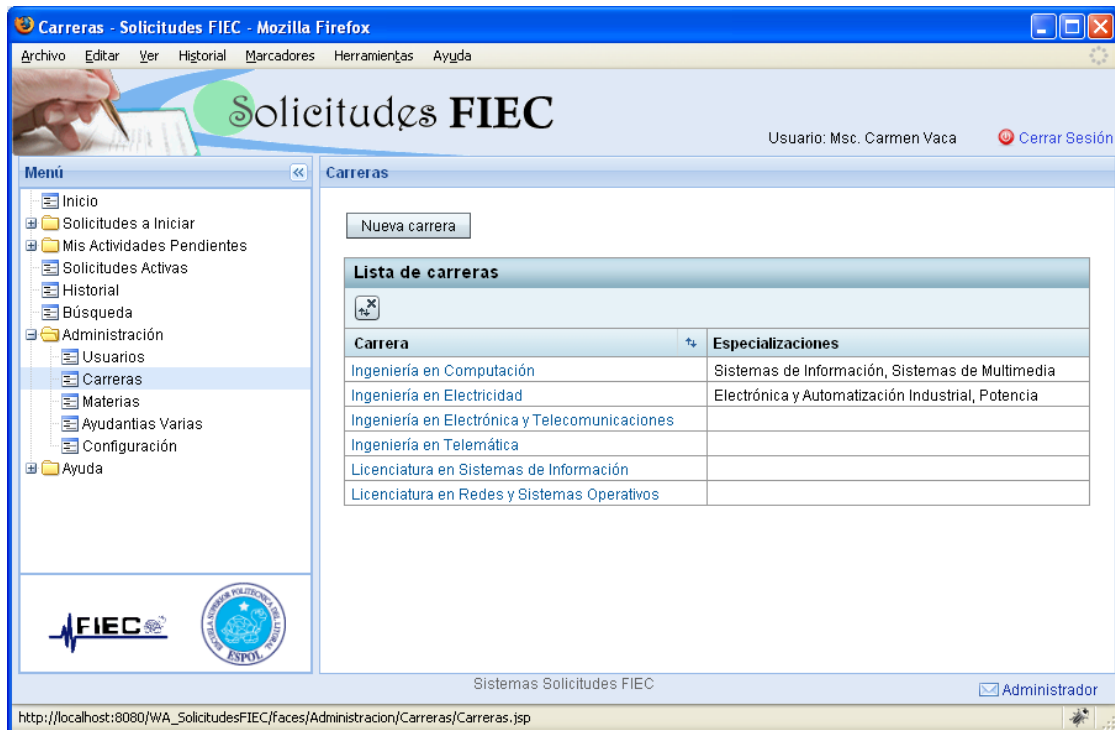 Carreras - Solicitudes FIEC - Mozilla Firefox
Archivo Editar Ver Historial Marcadores Herramientas Ayuda
Solicitudes FIEC
Usuario: Msc. Carmen Vaca Cerrar Sesión
Menú
Inicio
Solicitudes a Iniciar
Mis Actividades Pendientes
Solicitudes Activas
Historial
Búsqueda
Administración
Usuarios
Carreras
Materias
Ayudantias Varias
Configuración
Ayuda
FIEC
ESCUELA SUPERIOR POLITECNICA DEL LITORAL
ESPOL
Carreras
Nueva carrera
Lista de carreras
Carrera Especializaciones
Ingeniería en Computación Sistemas de Información, Sistemas de Multimedia
Ingeniería en Electricidad Electrónica y Automatización Industrial, Potencia
Ingeniería en Electrónica y Telecomunicaciones
Ingeniería en Telemática
Licenciatura en Sistemas de Información
Licenciatura en Redes y Sistemas Operativos
Sistemas Solicitudes FIEC
Administrador
http://localhost:8080/WA_SolicitudesFIEC/faces/Administracion/Carreras/Carreras.jsp